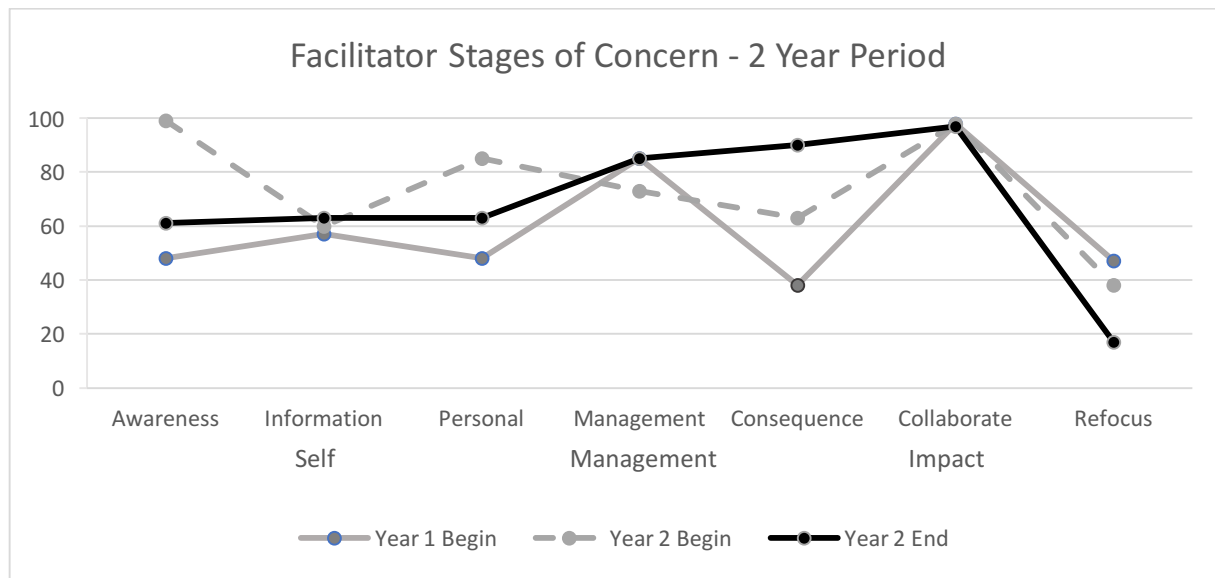 Facilitator Stages of Concern - 2 Year Period
100
80
60
40
20
0
Awareness Information Personal Management Consequence Collaborate Refocus
Self Management Impact
Year 1 Begin Year 2 Begin Year 2 End